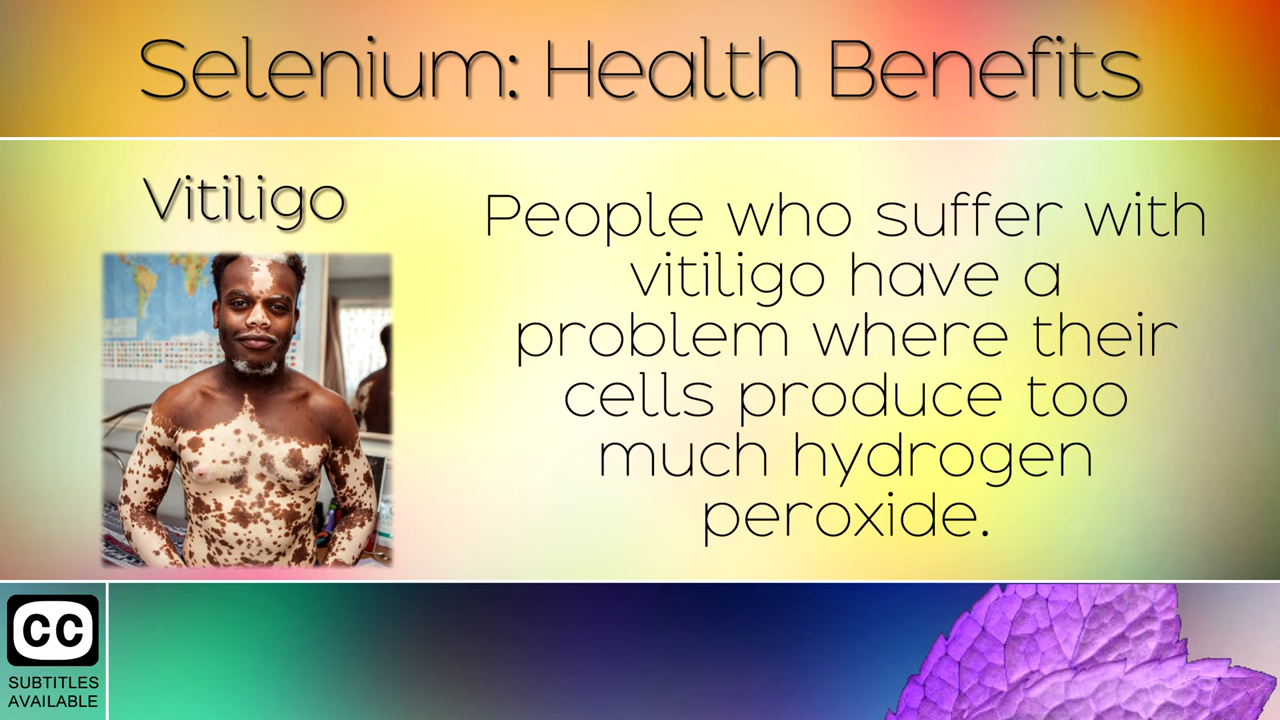 Selenium: Health Benefits
Vitiligo
People who suffer with
vitiligo have a
problem where their
cells produce too
much hydrogen
peroxide.
CC
SUBTITLES
AVAILABLE